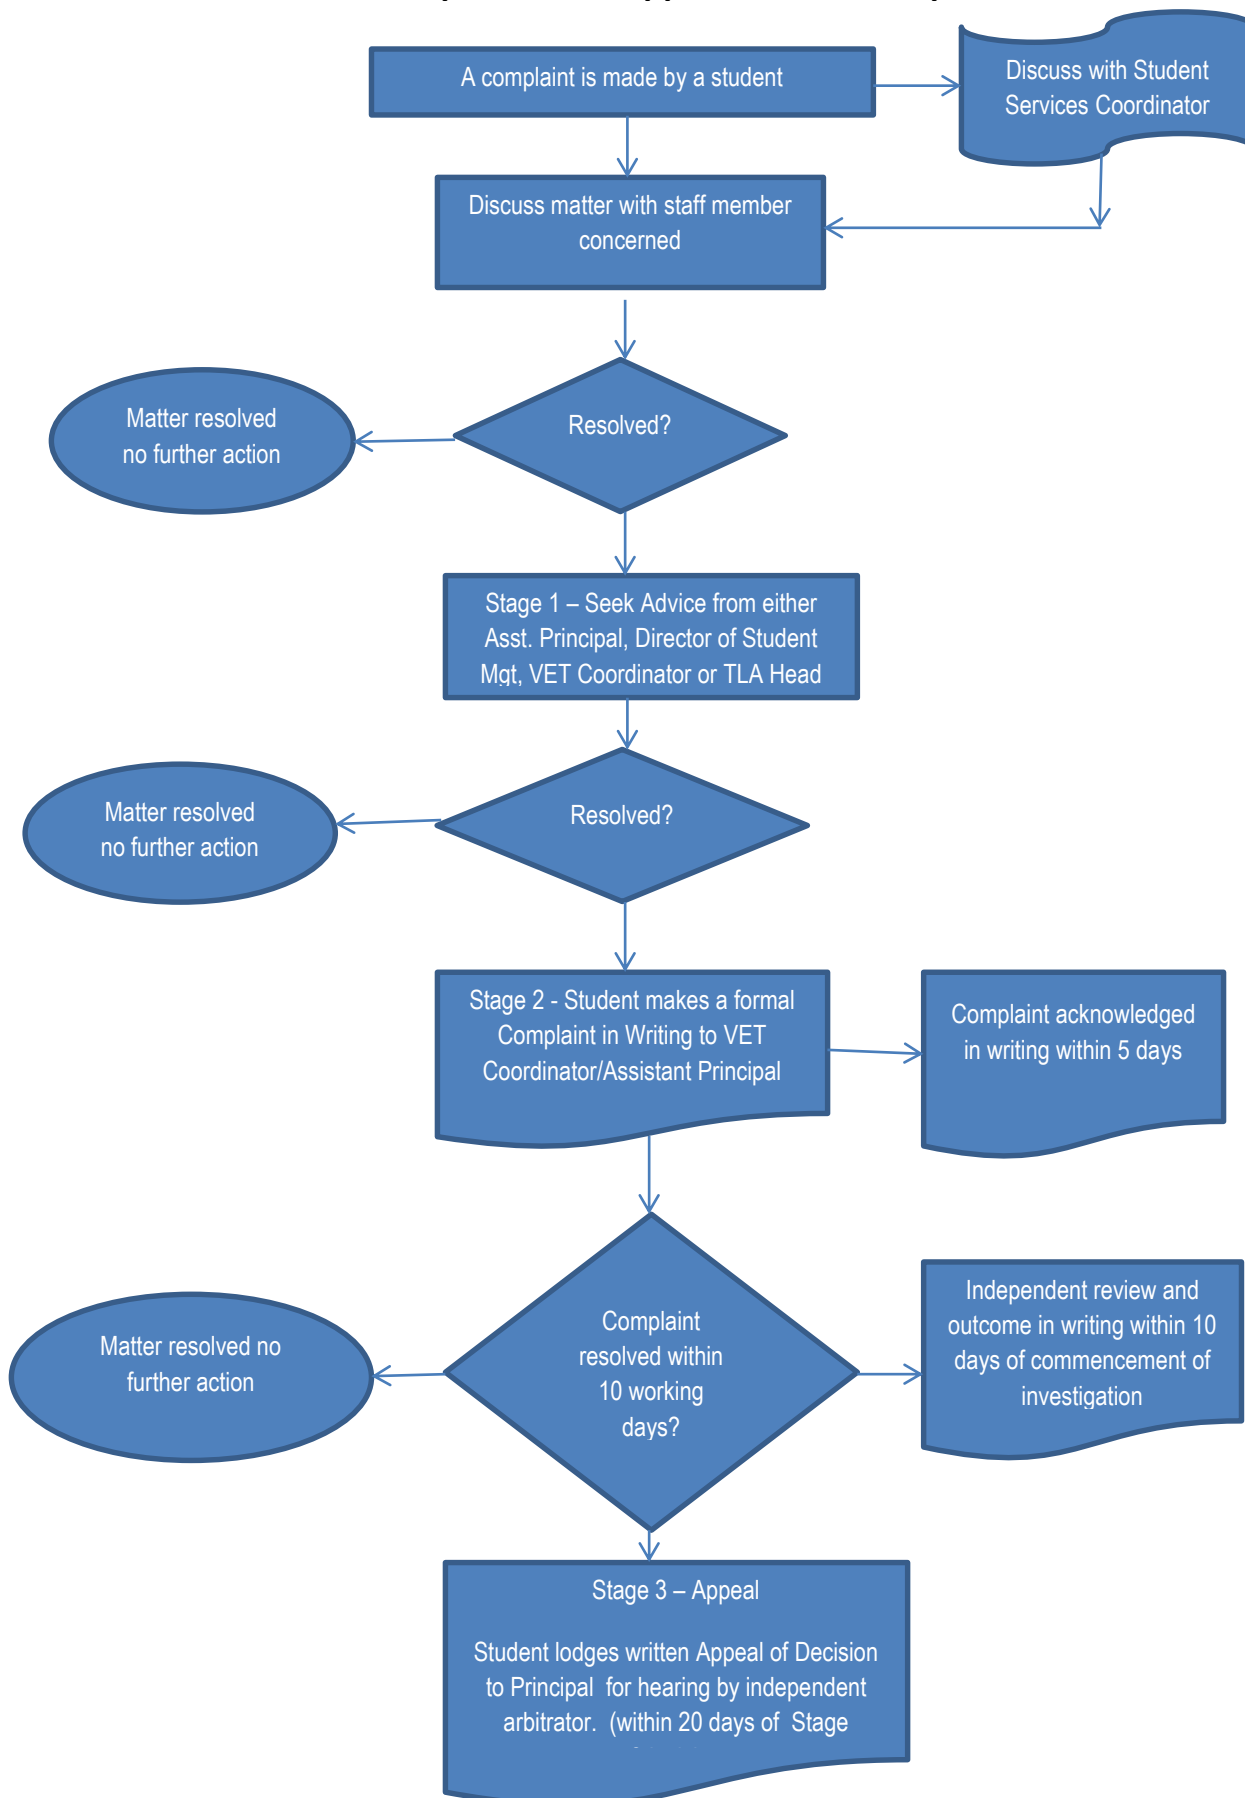 A complaint is made by a student
Discuss with Student
Services Coordinator
Discuss matter with staff member
concerned
Resolved?
Matter resolved
no further action
Stage 1 – Seek Advice from either
Asst. Principal, Director of Student
Mgt, VET Coordinator or TLA Head
Resolved?
Matter resolved
no further action
Stage 2 - Student makes a formal
Complaint in Writing to VET
Coordinator/Assistant Principal
Complaint acknowledged
in writing within 5 days
Complaint
resolved within
10 working
days?
Matter resolved no
further action
Independent review and
outcome in writing within 10
days of commencement of
investigation
Stage 3 – Appeal
Student lodges written Appeal of Decision
to Principal for hearing by independent
arbitrator. (within 20 days of Stage